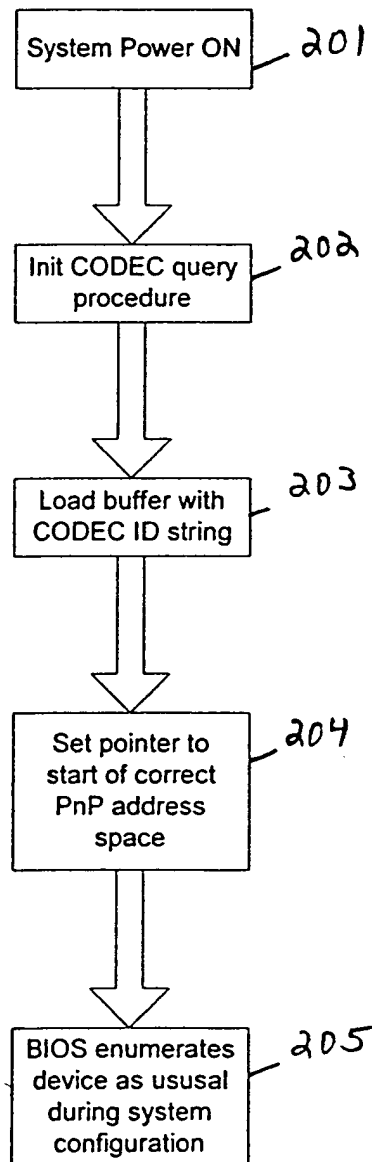 System Power ON
201
Init CODEC query
procedure
202
Load buffer with
CODEC ID string
203
Set pointer to
start of correct
PnP address
space
204
BIOS enumerates
device as ususal
during system
configuration
205